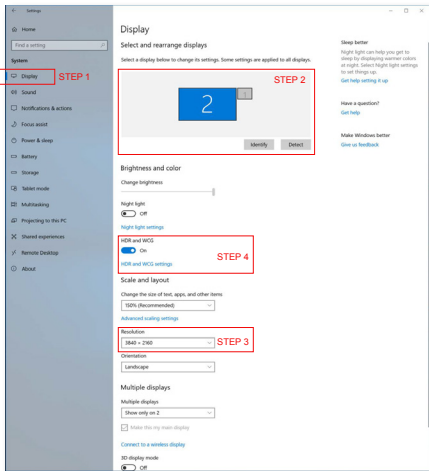 Settings
Home
Find a setting
System
Display
STEP 1
Sound
Notifications & actions
Focus assist
Power & sleep
Battery
Storage
Tablet mode
Multitasking
Projecting to this PC
Shared experiences
Remote Desktop
About
Display
Select and rearrange displays
Select a display below to change its settings. Some settings are applied to all displays.
STEP 2
2
Identify
Detect
Brightness and color
Change brightness
Night light
Off
Night light settings
HDR and WCG
On
STEP 4
HDR and WCG settings
Scale and layout
Change the size of text, apps, and other items
150% (Recommended)
Advanced scaling settings
Resolution
3840 × 2160
STEP 3
Orientation
Landscape
Multiple displays
Multiple displays
Show only on 2
Make this my main display
Connect to a wireless display
3D display mode
Off
Sleep better
Night light can help you get to
sleep by displaying warmer colors
at night. Select Night light settings
to set things up.
Get help setting it up
Have a question?
Get help
Make Windows better
Give us feedback